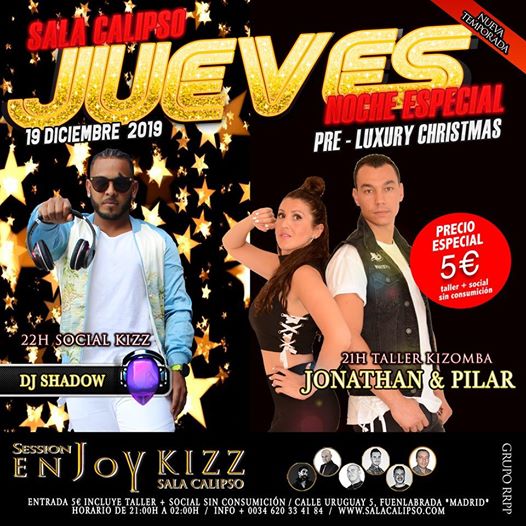 NUEVA
TEMPORADA
SALA CALIPSO
JUEVES
NOCHE ESPECIAL
19 DICIEMBRE 2019
PRE - LUXURY CHRISTMAS
PRECIO
ESPECIAL
5€
taller + social
sin consumición
22H SOCIAL KIZZ
DJ SHADOW
21H TALLER KIZOMBA
JONATHAN & PILAR
SESSION
ENJOY KIZZ
SALA CALIPSO
GRUPO RRPP
ENTRADA 5€ INCLUYE TALLER + SOCIAL SIN CONSUMICIÓN / CALLE URUGUAY 5, FUENLABRADA *MADRID*
HORARIO DE 21:00H A 02:00H / INFO + 0034 620 33 41 84 / WWW.SALACALIPSO.COM